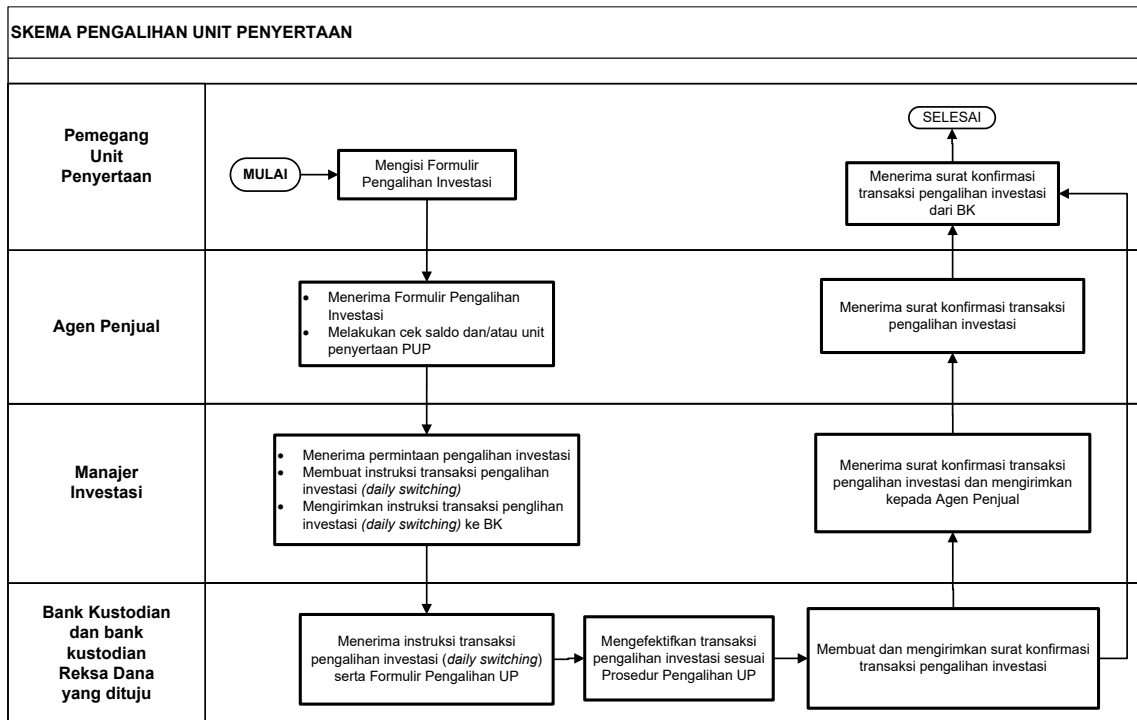 SKEMA PENGALIHAN UNIT PENYERTAAN
Pemegang
Unit
Penyertaan
MULAI
Mengisi Formulir
Pengalihan Investasi
SELESAI
Menerima surat konfirmasi
transaksi pengalihan investasi
dari BK
Agen Penjual
• Menerima Formulir Pengalihan
Investasi
• Melakukan cek saldo dan/atau unit
penyertaan PUP
Menerima surat konfirmasi transaksi
pengalihan investasi
Manajer
Investasi
• Menerima permintaan pengalihan investasi
• Membuat instruksi transaksi pengalihan
investasi (daily switching)
• Mengirimkan instruksi transaksi penglihan
investasi (daily switching) ke BK
Menerima surat konfirmasi transaksi
pengalihan investasi dan mengirimkan
kepada Agen Penjual
Bank Kustodian
dan bank
kustodian
Reksa Dana
yang dituju
Menerima instruksi transaksi
pengalihan investasi (daily switching)
serta Formulir Pengalihan UP
Mengefektifkan transaksi
pengalihan investasi sesuai
Prosedur Pengalihan UP
Membuat dan mengirimkan surat konfirmasi
transaksi pengalihan investasi